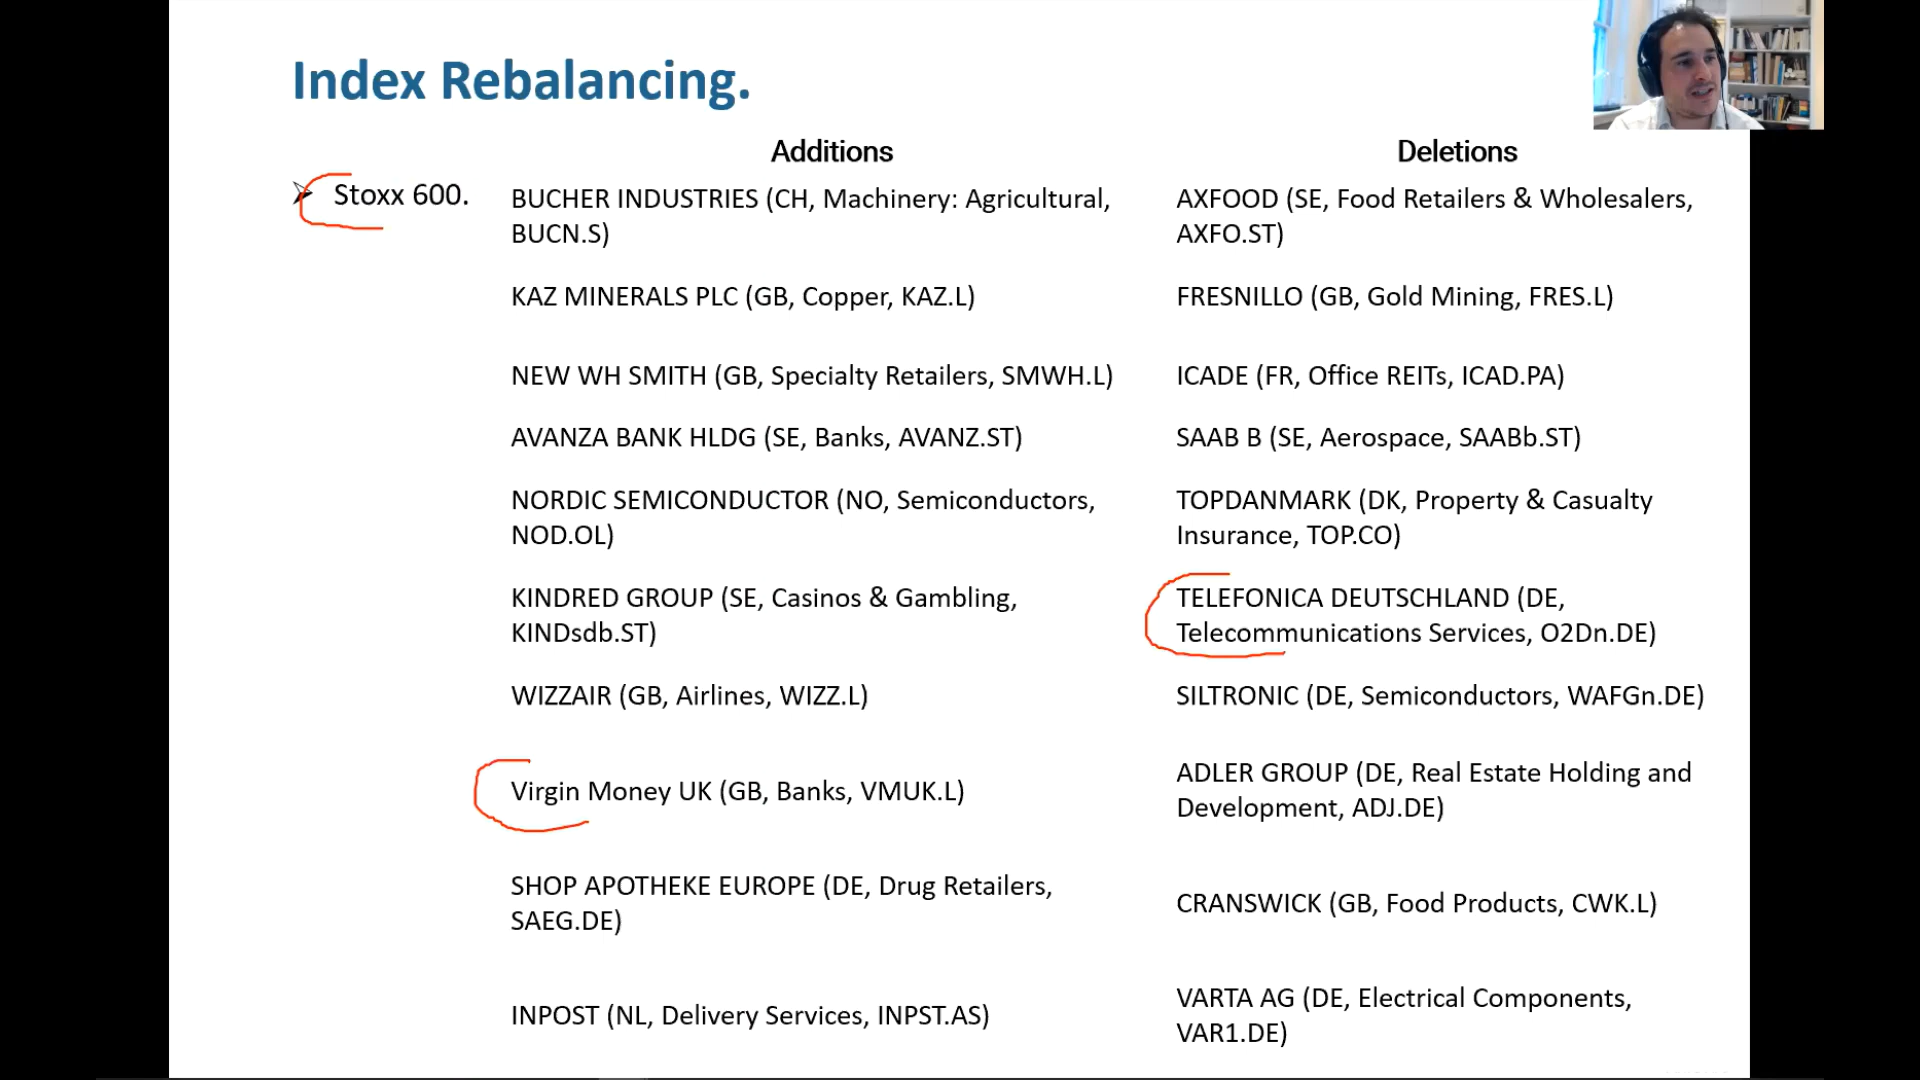 Index Rebalancing.
Additions
Deletions
Stoxx 600.
BUCHER INDUSTRIES (CH, Machinery: Agricultural,
BUCN.S)
AXFOOD (SE, Food Retailers & Wholesalers,
AXFO.ST)
KAZ MINERALS PLC (GB, Copper, KAZ.L)
FRESNILLO (GB, Gold Mining, FRES.L)
NEW WH SMITH (GB, Specialty Retailers, SMWH.L)
ICADE (FR, Office REITs, ICAD.PA)
AVANZA BANK HLDG (SE, Banks, AVANZ.ST)
SAAB B (SE, Aerospace, SAABb.ST)
NORDIC SEMICONDUCTOR (NO, Semiconductors,
NOD.OL)
TOPDANMARK (DK, Property & Casualty
Insurance, TOP.CO)
KINDRED GROUP (SE, Casinos & Gambling,
KINDsdb.ST)
TELEFONICA DEUTSCHLAND (DE,
Telecommunications Services, O2Dn.DE)
WIZZAIR (GB, Airlines, WIZZ.L)
SILTRONIC (DE, Semiconductors, WAFGn.DE)
Virgin Money UK (GB, Banks, VMUK.L)
ADLER GROUP (DE, Real Estate Holding and
Development, ADJ.DE)
SHOP APOTHEKE EUROPE (DE, Drug Retailers,
SAEG.DE)
CRANSWICK (GB, Food Products, CWK.L)
INPOST (NL, Delivery Services, INPST.AS)
VARTA AG (DE, Electrical Components,
VAR1.DE)